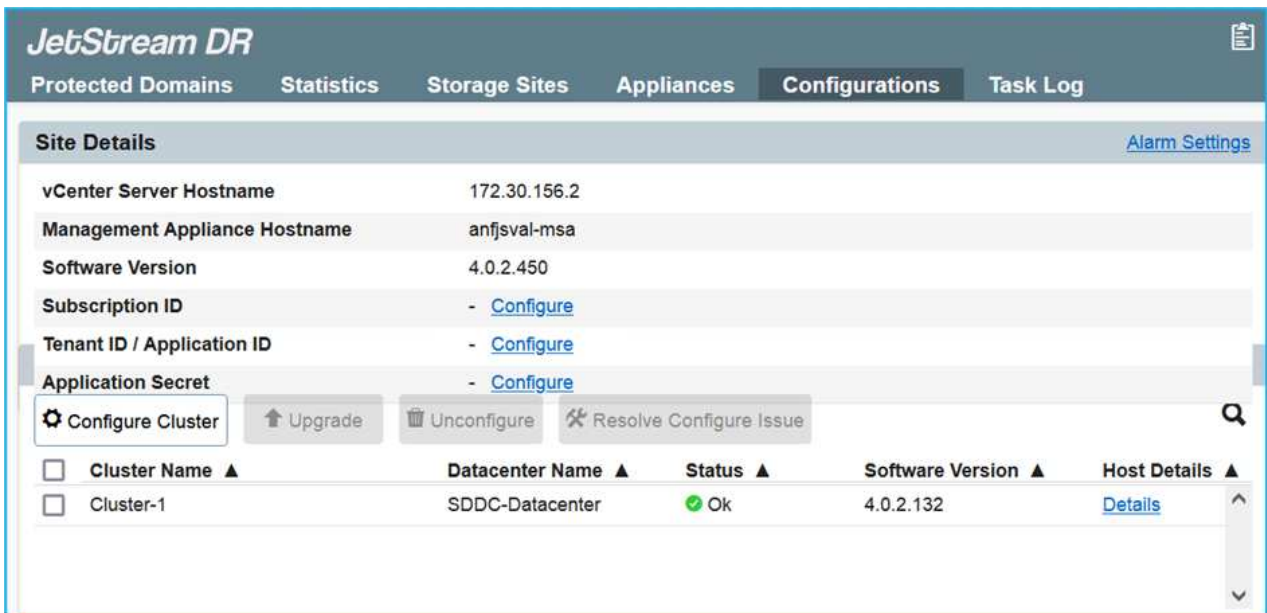 JetStream DR
Protected Domains Statistics Storage Sites Appliances Configurations Task Log
Site Details Alarm Settings
vCenter Server Hostname 172.30.156.2
Management Appliance Hostname anfjsval-msa
Software Version 4.0.2.450
Subscription ID - Configure
Tenant ID / Application ID - Configure
Application Secret - Configure
Configure Cluster Upgrade Unconfigure Resolve Configure Issue
Cluster Name ▲ Datacenter Name ▲ Status ▲ Software Version ▲ Host Details ▲
Cluster-1 SDDC-Datacenter Ok 4.0.2.132 Details